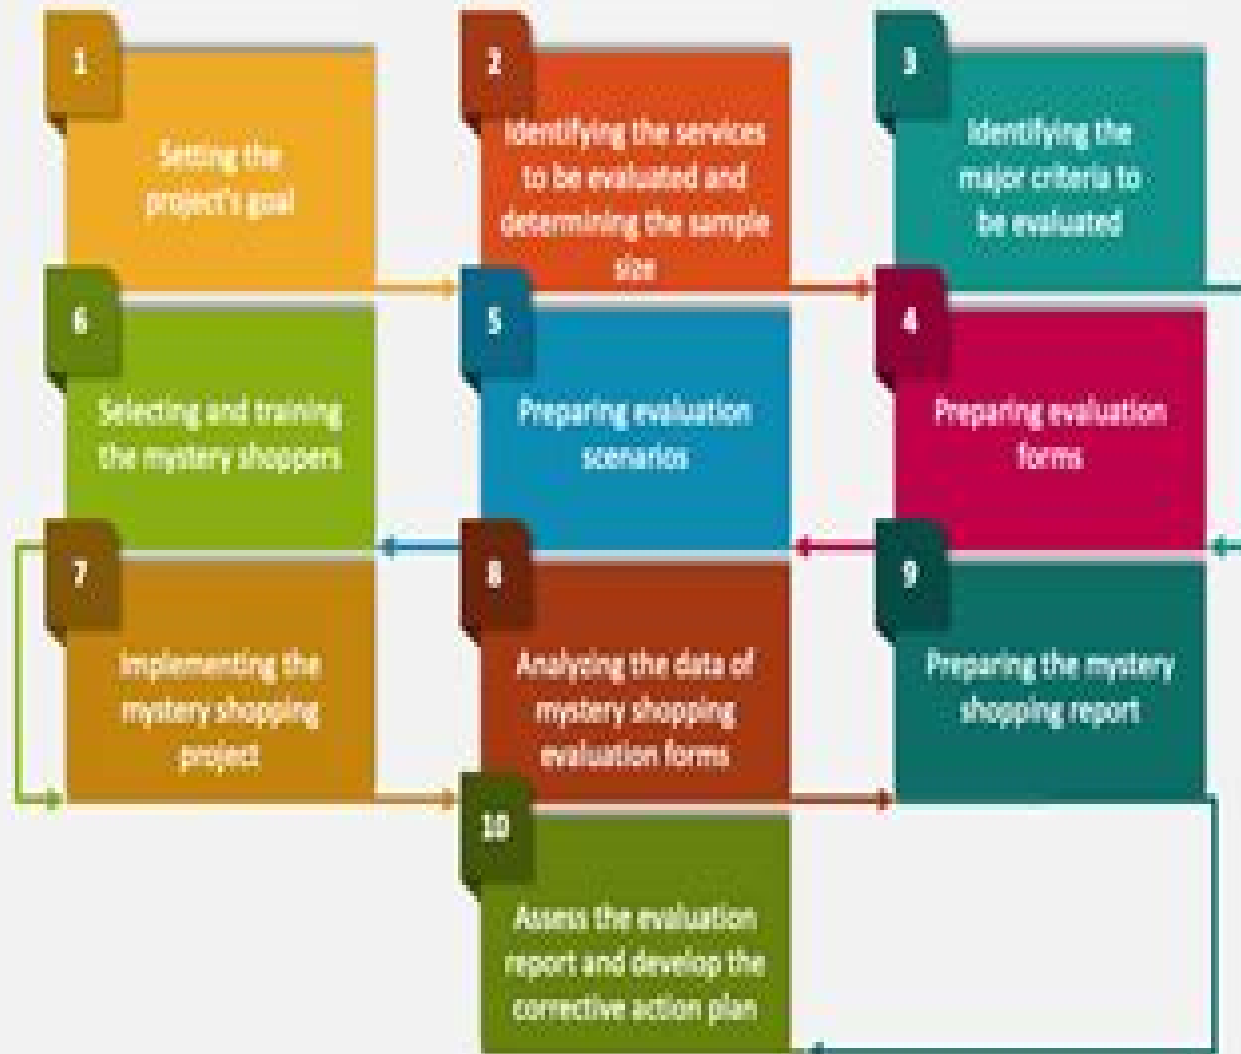 1
Setting the
project's goal
2
Identifying the services
to be evaluated and
determining the sample
size
3
Identifying the
major criteria to
be evaluated
4
Preparing evaluation
forms
5
Preparing evaluation
scenarios
6
Selecting and training
the mystery shoppers
7
Implementing the
mystery shopping
project
8
Analyzing the data of
mystery shopping
evaluation forms
9
Preparing the mystery
shopping report
10
Assess the evaluation
report and develop the
corrective action plan